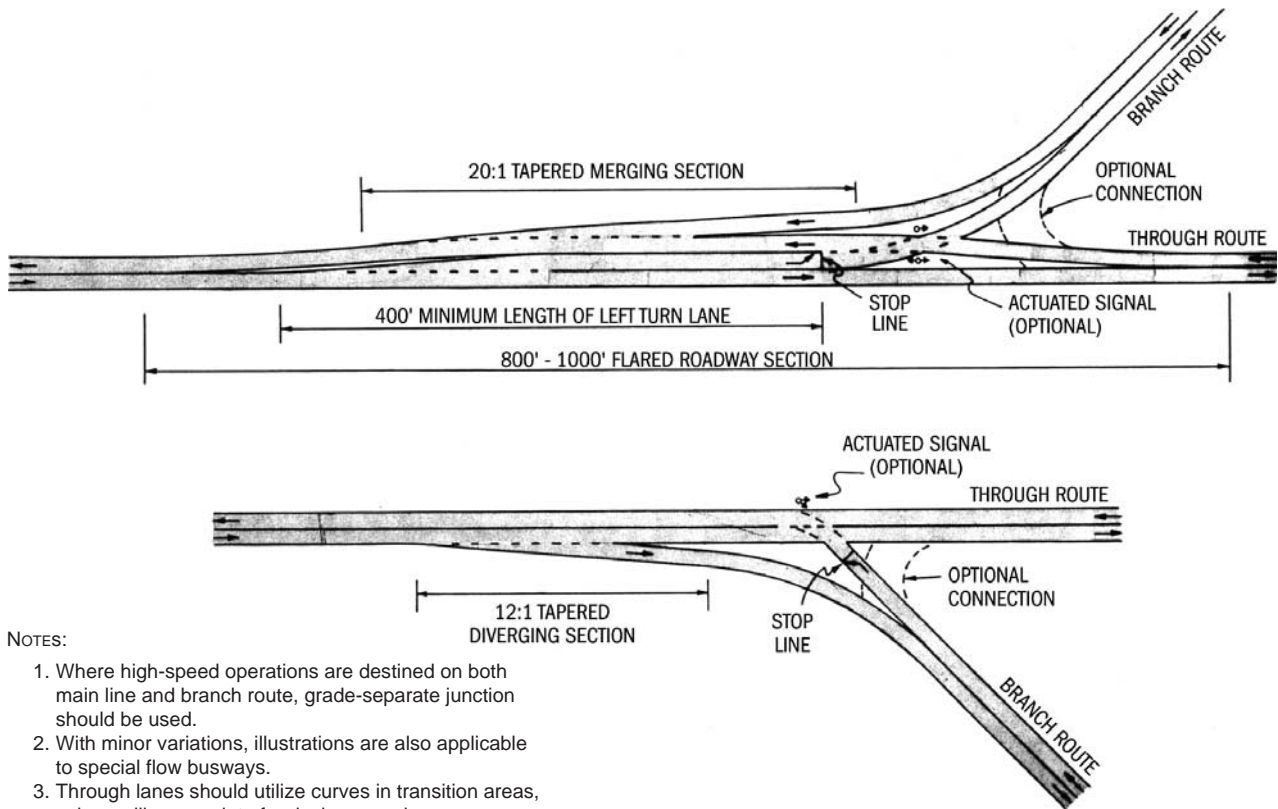 BRANCH ROUTE
20:1 TAPERED MERGING SECTION
OPTIONAL
CONNECTION
THROUGH ROUTE
STOP
LINE
ACTUATED SIGNAL
(OPTIONAL)
400' MINIMUM LENGTH OF LEFT TURN LANE
800' - 1000' FLARED ROADWAY SECTION
ACTUATED SIGNAL
(OPTIONAL)
THROUGH ROUTE
OPTIONAL
CONNECTION
12:1 TAPERED
DIVERGING SECTION
STOP
LINE
BRANCH ROUTE
NOTES:
1. Where high-speed operations are destined on both
main line and branch route, grade-separate junction
should be used.
2. With minor variations, illustrations are also applicable
to special flow busways.
3. Through lanes should utilize curves in transition areas,